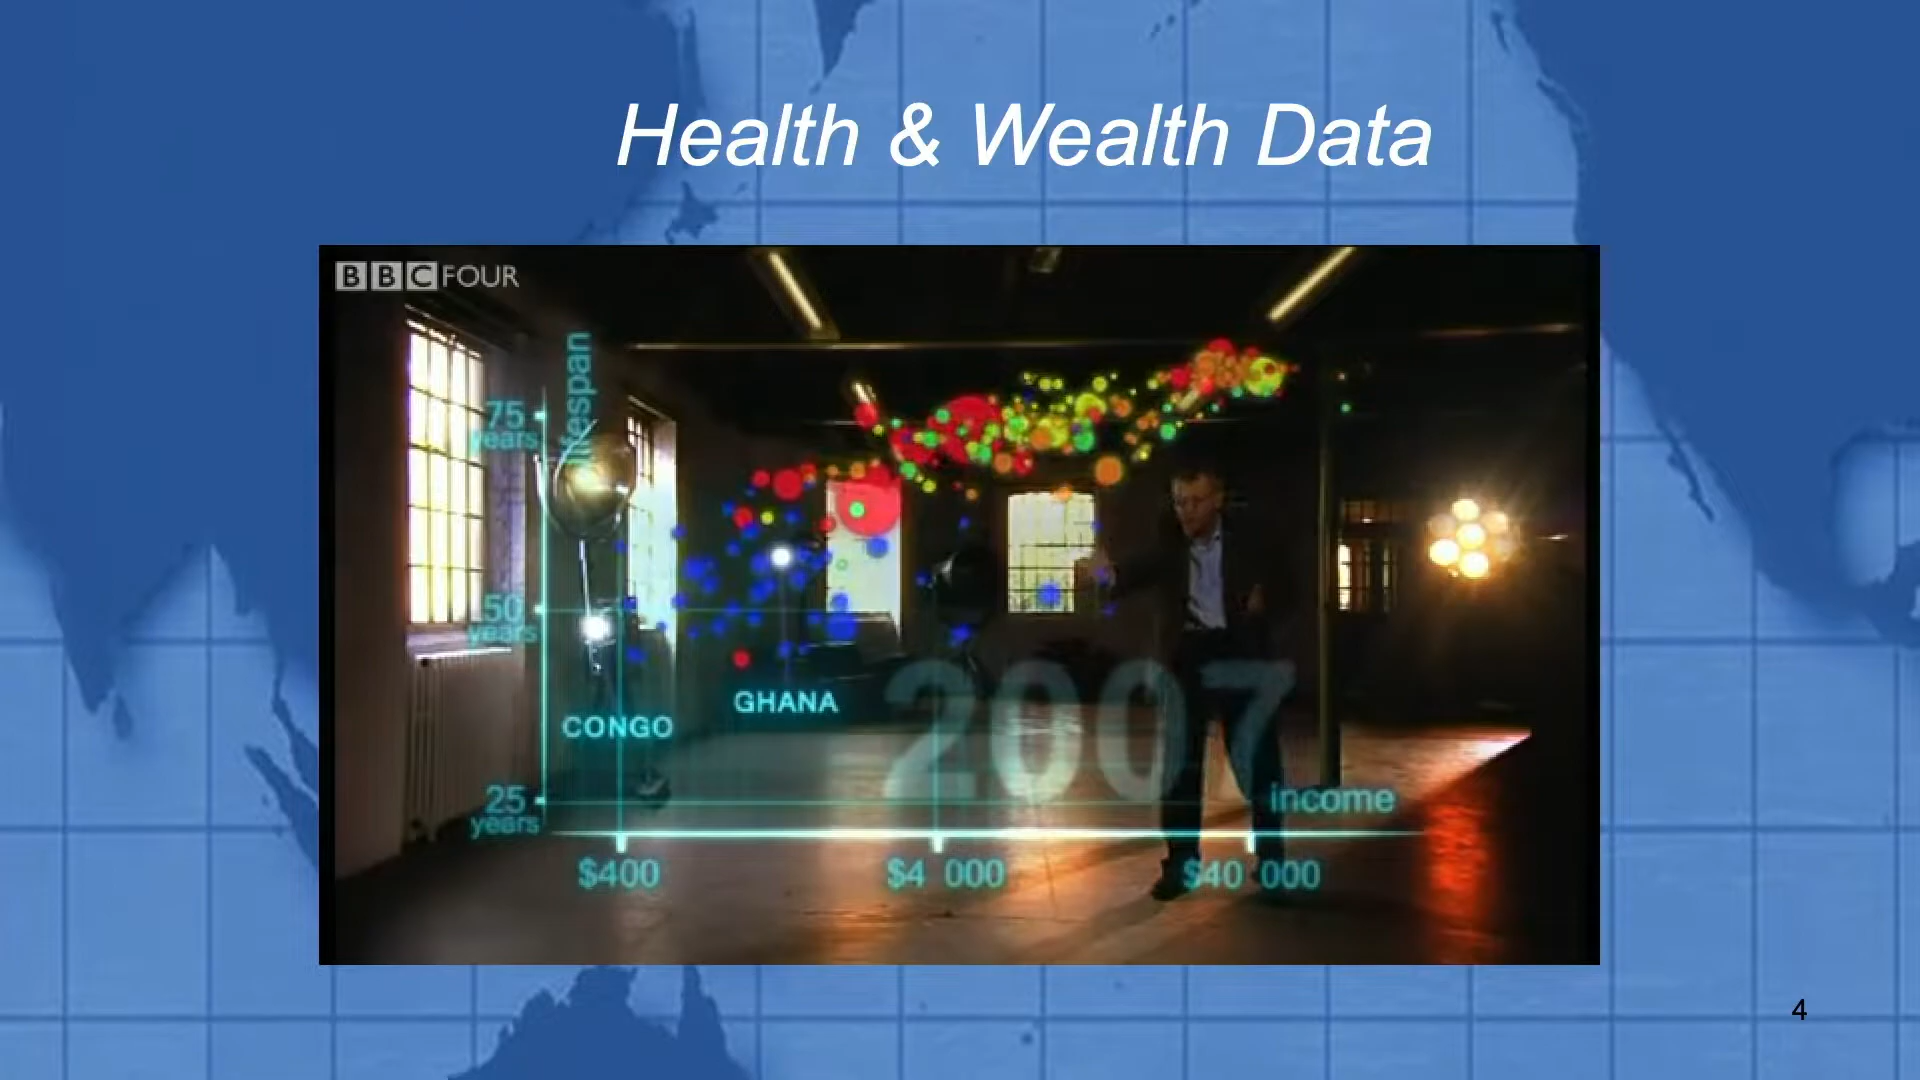 Health & Wealth Data
BBC FOUR
lifespan
75
years
50
years
25
years
CONGO
GHANA
2007
income
$400
$4 000
$40 000
4